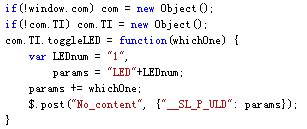 if(!window.com) com = new Object();
if(!com.TI) com.TI = new Object();
com.TI.toggleLED = function(whichOne) {
    var LEDnum = "1",
        params = "LED"+LEDnum;
    params += whichOne;
    $.post("No_content", {"__SL_P_ULD": params});
}